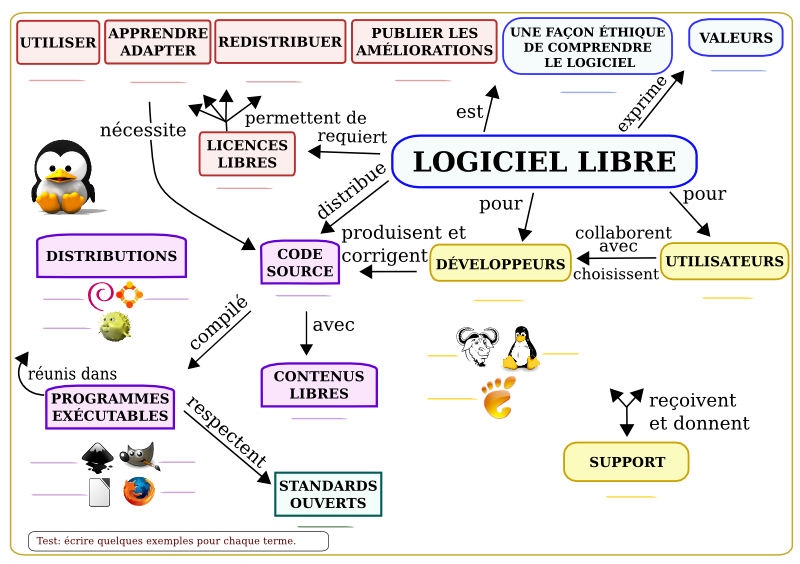 UTILISER
APPRENDRE
ADAPTER
REDISTRIBUER
PUBLIER LES
AMÉLIORATIONS
UNE FAÇON ÉTHIQUE
DE COMPRENDRE
LE LOGICIEL
VALEURS
nécessite
permettent de
requiert
est
exprime
LICENCES
LIBRES
LOGICIEL LIBRE
distribue
pour
pour
produisent et
corrigent
collaborent
avec
choisissent
DISTRIBUTIONS
CODE
SOURCE
DÉVELOPPEURS
UTILISATEURS
compilé
avec
réunis dans
PROGRAMMES
EXÉCUTABLES
CONTENUS
LIBRES
respectent
reçoivent
et donnent
SUPPORT
STANDARDS
OUVERTS
Test: écrire quelques exemples pour chaque terme.